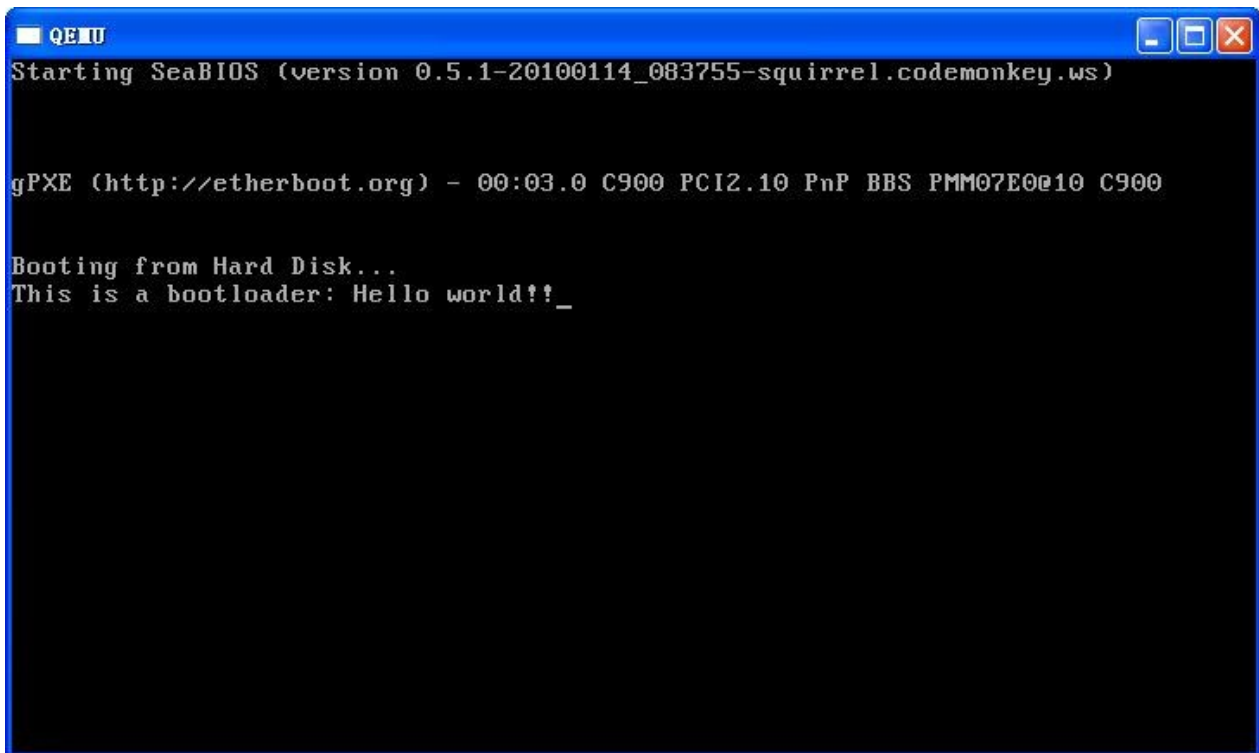 QEMU
Starting SeaBIOS (version 0.5.1-20100114_083755-squirrel.codemonkey.ws)
gPXE (http://etherboot.org) - 00:03.0 C900 PCI2.10 PnP BBS PMM07E0@10 C900
Booting from Hard Disk...
This is a bootloader: Hello world!!_